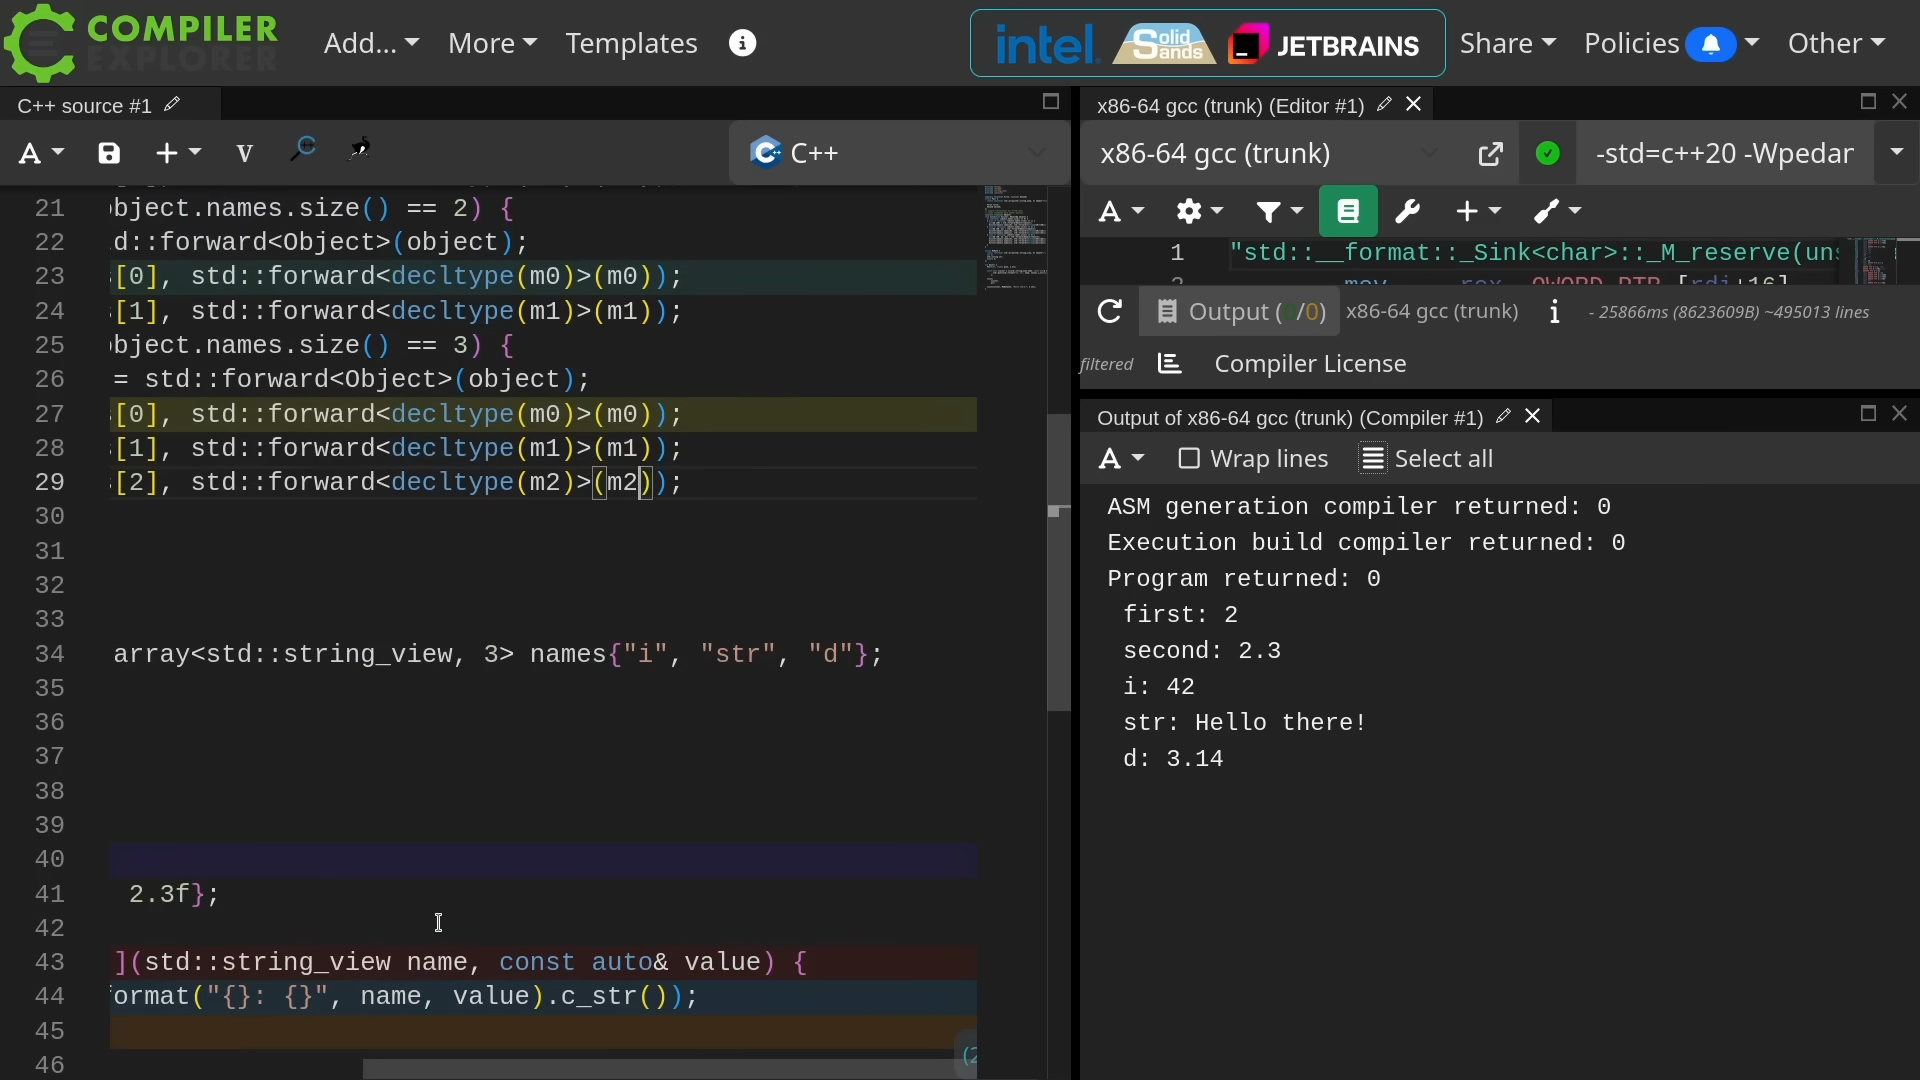 COMPILER
EXPLORER
Add...
More
Templates
intel.
Solid
Sands
JETBRAINS
Share
Policies
Other
C++ source #1
A
V
C++
21 bject.names.size() == 2) {
22 d::forward<Object>(object);
23 [0], std::forward<decltype(m0)>(m0));
24 [1], std::forward<decltype(m1)>(m1));
25 bject.names.size() == 3) {
26 = std::forward<Object>(object);
27 [0], std::forward<decltype(m0)>(m0));
28 [1], std::forward<decltype(m1)>(m1));
29 [2], std::forward<decltype(m2)>(m2));
30
31
32
33
34 array<std::string_view, 3> names{"i", "str", "d"};
35
36
37
38
39
40
41 2.3f};
42
43 ](std::string_view name, const auto& value) {
44 ormat("{}: {}", name, value).c_str());
45
46
x86-64 gcc (trunk) (Editor #1)
x86-64 gcc (trunk)
-std=c++20 -Wpedar
A
1 "std::__format::_Sink<char>::_M_reserve(uns
Output (0/0) x86-64 gcc (trunk) i - 25866ms (8623609B) ~495013 lines
filtered Compiler License
Output of x86-64 gcc (trunk) (Compiler #1)
A
Wrap lines
Select all
ASM generation compiler returned: 0
Execution build compiler returned: 0
Program returned: 0
first: 2
second: 2.3
i: 42
str: Hello there!
d: 3.14